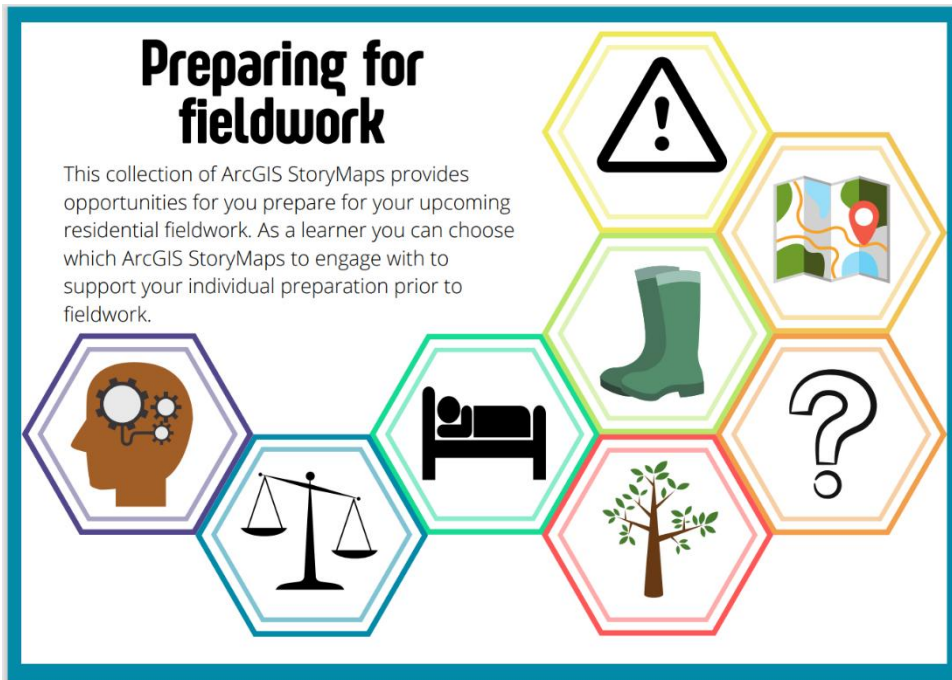 Preparing for
fieldwork
This collection of ArcGIS StoryMaps provides
opportunities for you prepare for your upcoming
residential fieldwork. As a learner you can choose
which ArcGIS StoryMaps to engage with to
support your individual preparation prior to
fieldwork.